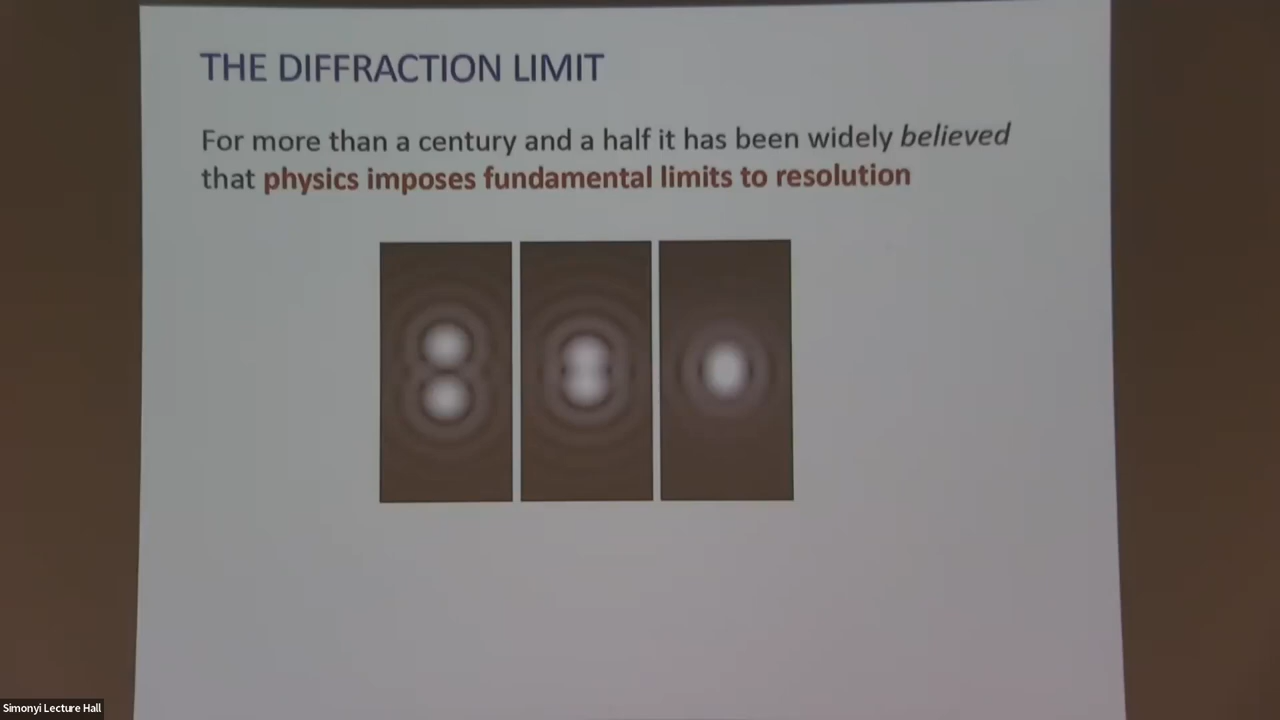 THE DIFFRACTION LIMIT
For more than a century and a half it has been widely believed
that physics imposes fundamental limits to resolution
Simonyi Lecture Hall